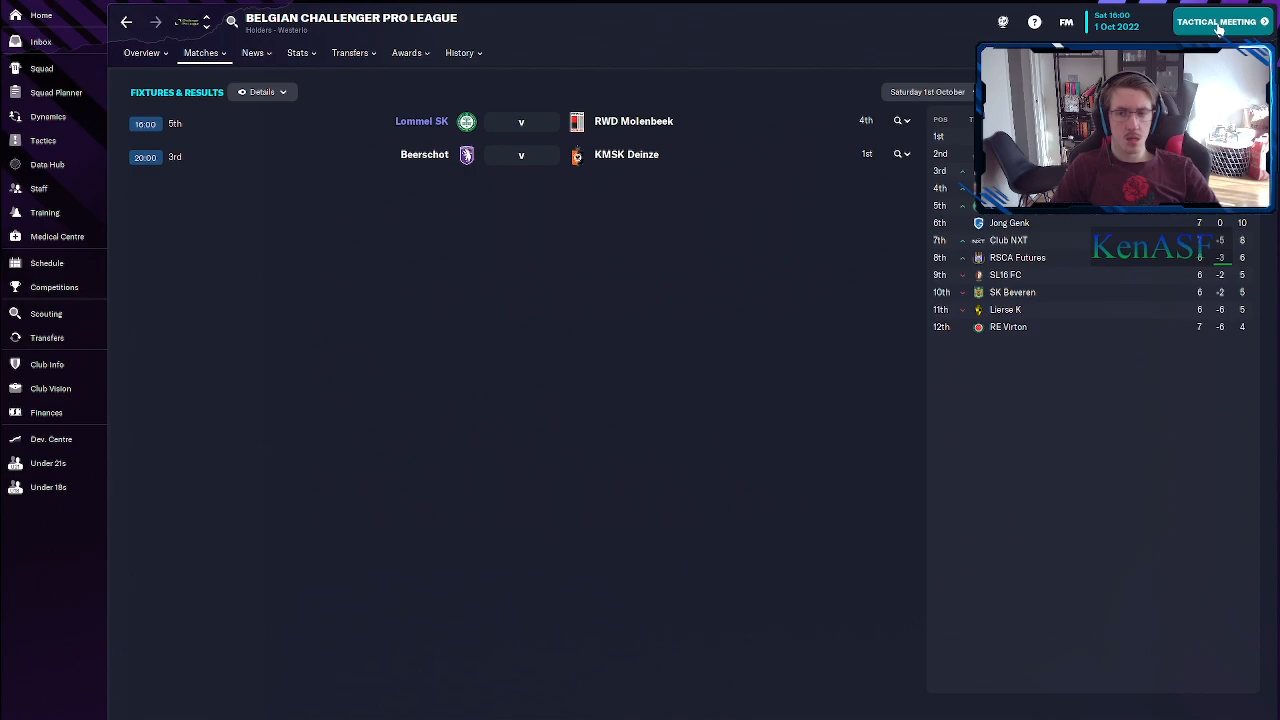 Home
BELGIAN CHALLENGER PRO LEAGUE
Holders - Westerlo
FM
Sat 16:00
1 Oct 2022
TACTICAL MEETING
Overview
Matches
News
Stats
Transfers
Awards
History
Inbox
Squad
Squad Planner
Dynamics
Tactics
Data Hub
Staff
Training
Medical Centre
Schedule
Competitions
Scouting
Transfers
Club Info
Club Vision
Finances
Dev. Centre
Under 21s
Under 18s
FIXTURES & RESULTS
Details
Saturday 1st October
16:00 5th Lommel SK v RWD Molenbeek 4th
20:00 3rd Beerschot v KMSK Deinze 1st
POS
1st
2nd
3rd
4th
5th
6th Jong Genk 7 0 10
7th Club NXT -5 8
8th RSCA Futures 6 -3 6
9th SL16 FC 6 -2 5
10th SK Beveren 6 -2 5
11th Lierse K 6 -6 5
12th RE Virton 7 -6 4
KenASF